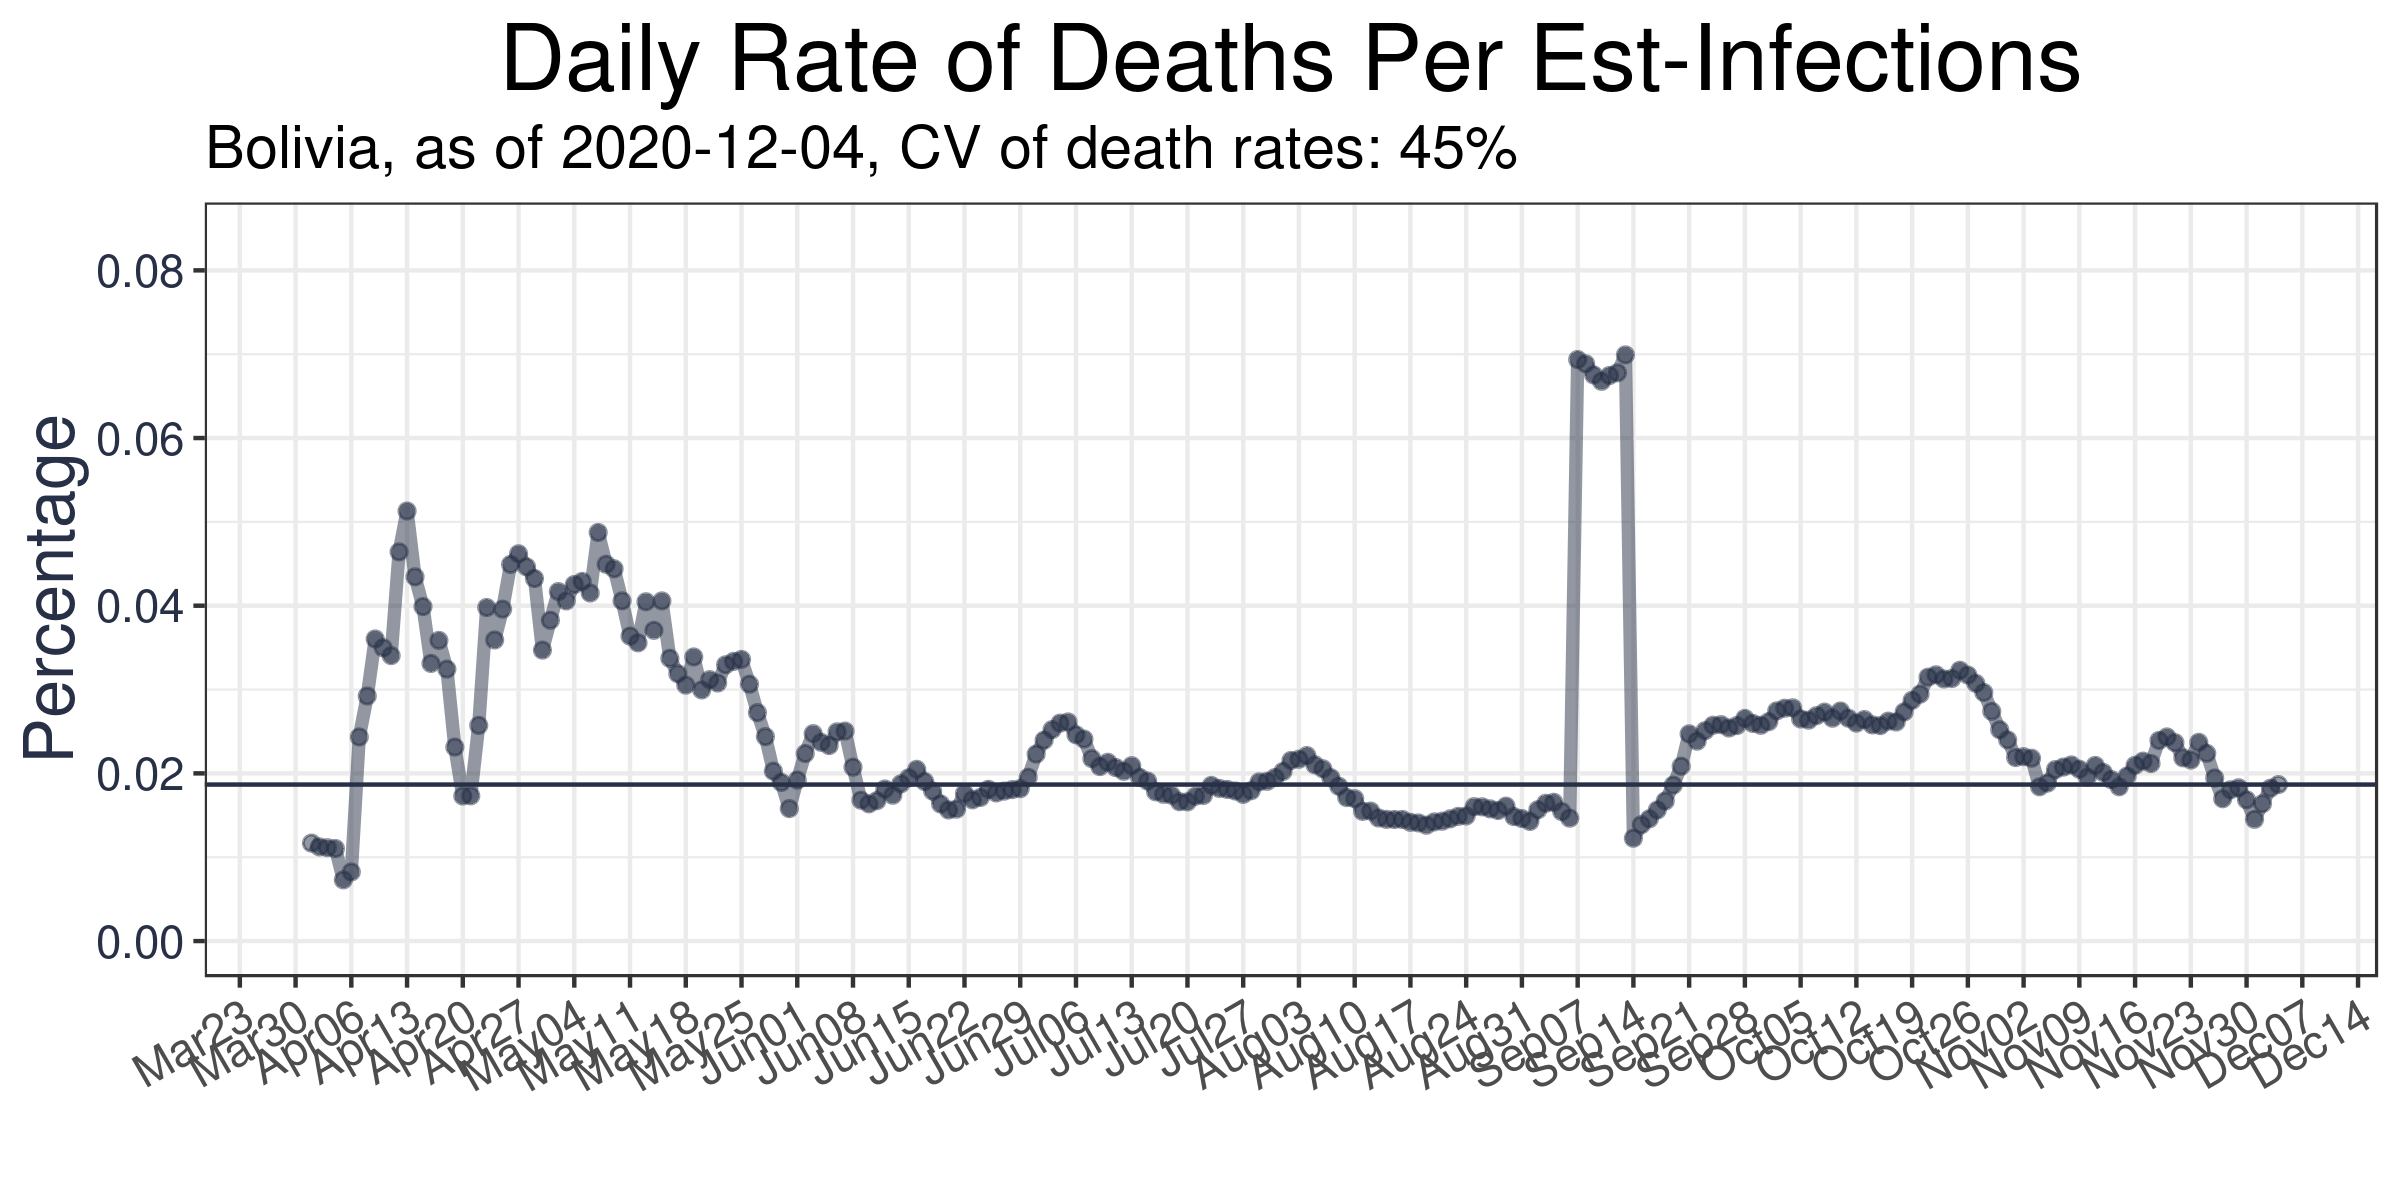 Daily Rate of Deaths Per Est-Infections
Bolivia, as of 2020-12-04, CV of death rates: 45%
Percentage
0.08
0.06
0.04
0.02
0.00
Mar23
Mar30
Apr06
Apr13
Apr20
Apr27
May04
May11
May18
May25
Jun01
Jun08
Jun15
Jun22
Jun29
Jul06
Jul13
Jul20
Jul27
Aug03
Aug10
Aug17
Aug24
Aug31
Sep07
Sep14
Sep21
Sep28
Oct05
Oct12
Oct19
Oct26
Nov02
Nov09
Nov16
Nov23
Nov30
Dec07
Dec14